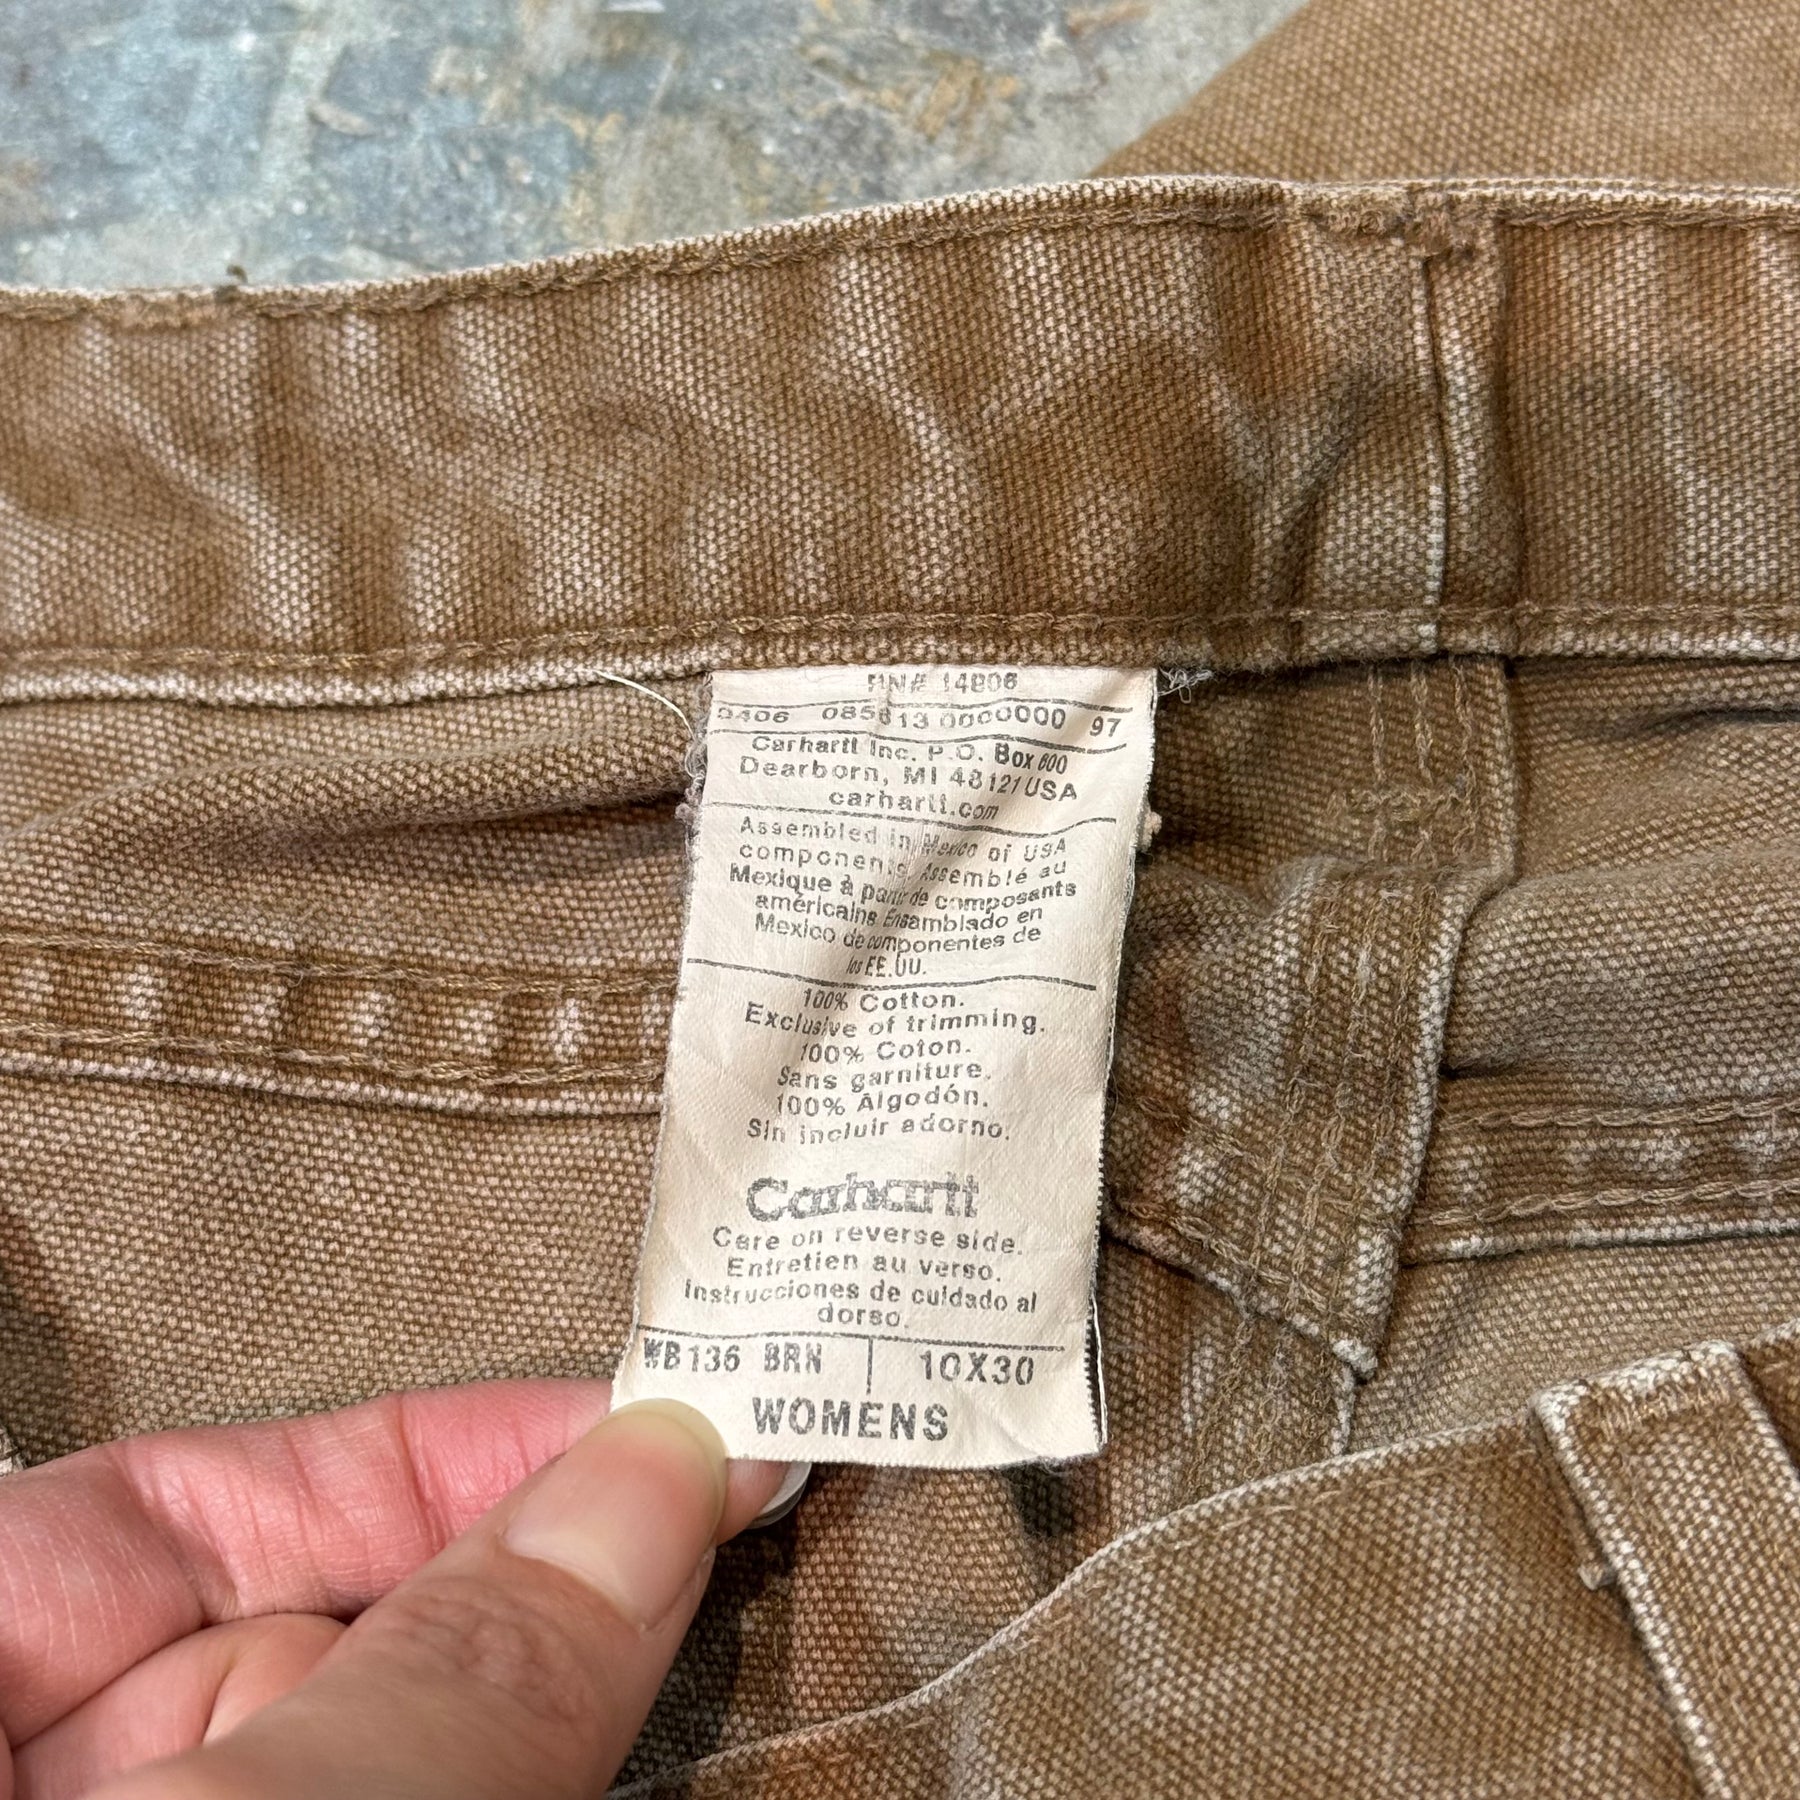 RN# 14806
0406 085613 0000000 97
Carhartt Inc. P.O. Box 600
Dearborn, MI 48121 USA
carhartt.com
Assembled in Mexico of USA
components Assemblé au
Mexique à partir de composants
américains Ensamblado en
Mexico de componentes de
los EE.UU.
100% Cotton.
Exclusive of trimming.
100% Coton.
Sans garniture.
100% Algodón.
Sin incluir adorno.
Carhartt
Care on reverse side.
Entretien au verso.
Instrucciones de cuidado al
dorso.
WB136 BRN | 10X30
WOMENS